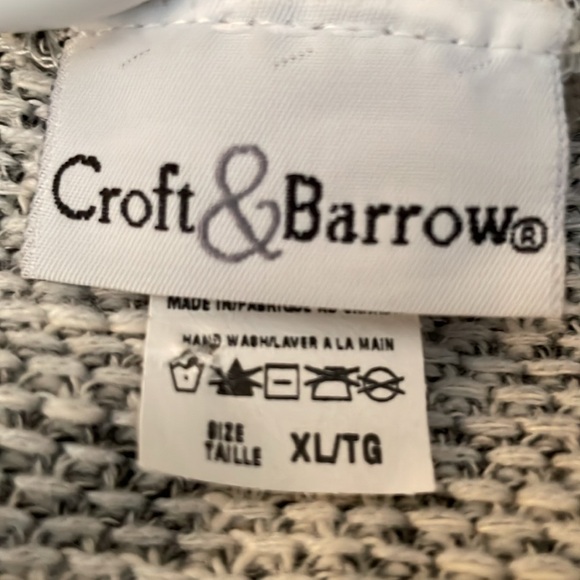 Croft&Barrow®
MADE IN/FABRIQUE
HAND WASH/LAVER A LA MAIN
SIZE
TAILLE XL/TG